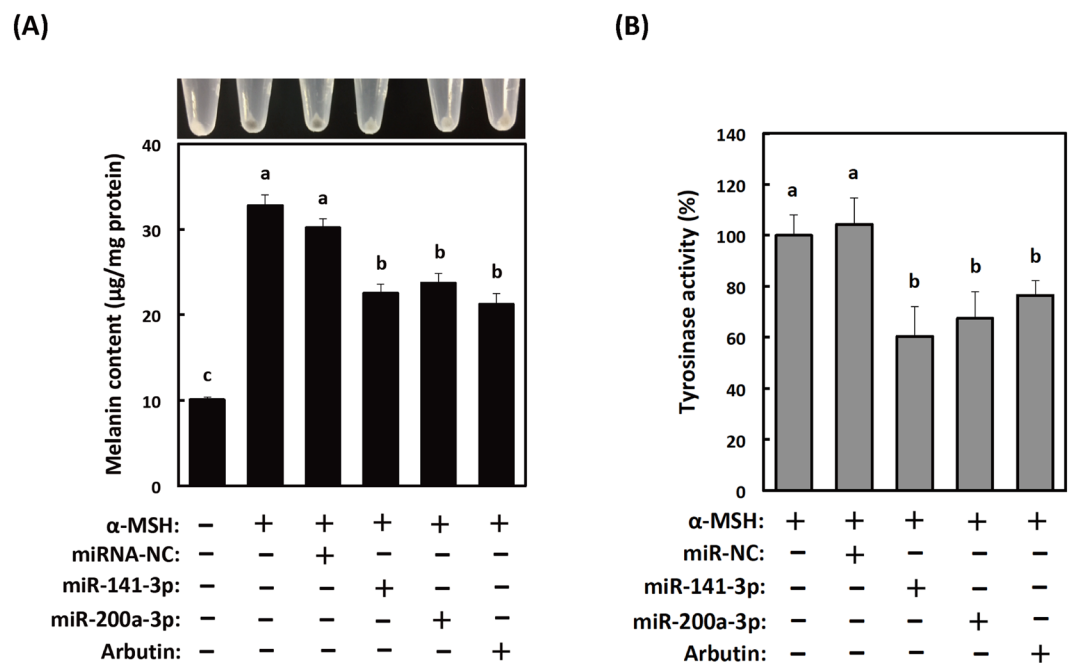 (A)
(B)
Melanin content (µg/mg protein)
40
30
20
10
0
c
a
a
b
b
b
α-MSH: – + + + + +
miRNA-NC: – – + – – –
miR-141-3p: – – – + – –
miR-200a-3p: – – – – + –
Arbutin: – – – – – +
Tyrosinase activity (%)
140
120
100
80
60
40
20
0
a
a
b
b
b
α-MSH: + + + + +
miR-NC: – + – – –
miR-141-3p: – – + – –
miR-200a-3p: – – – + –
Arbutin: – – – – +